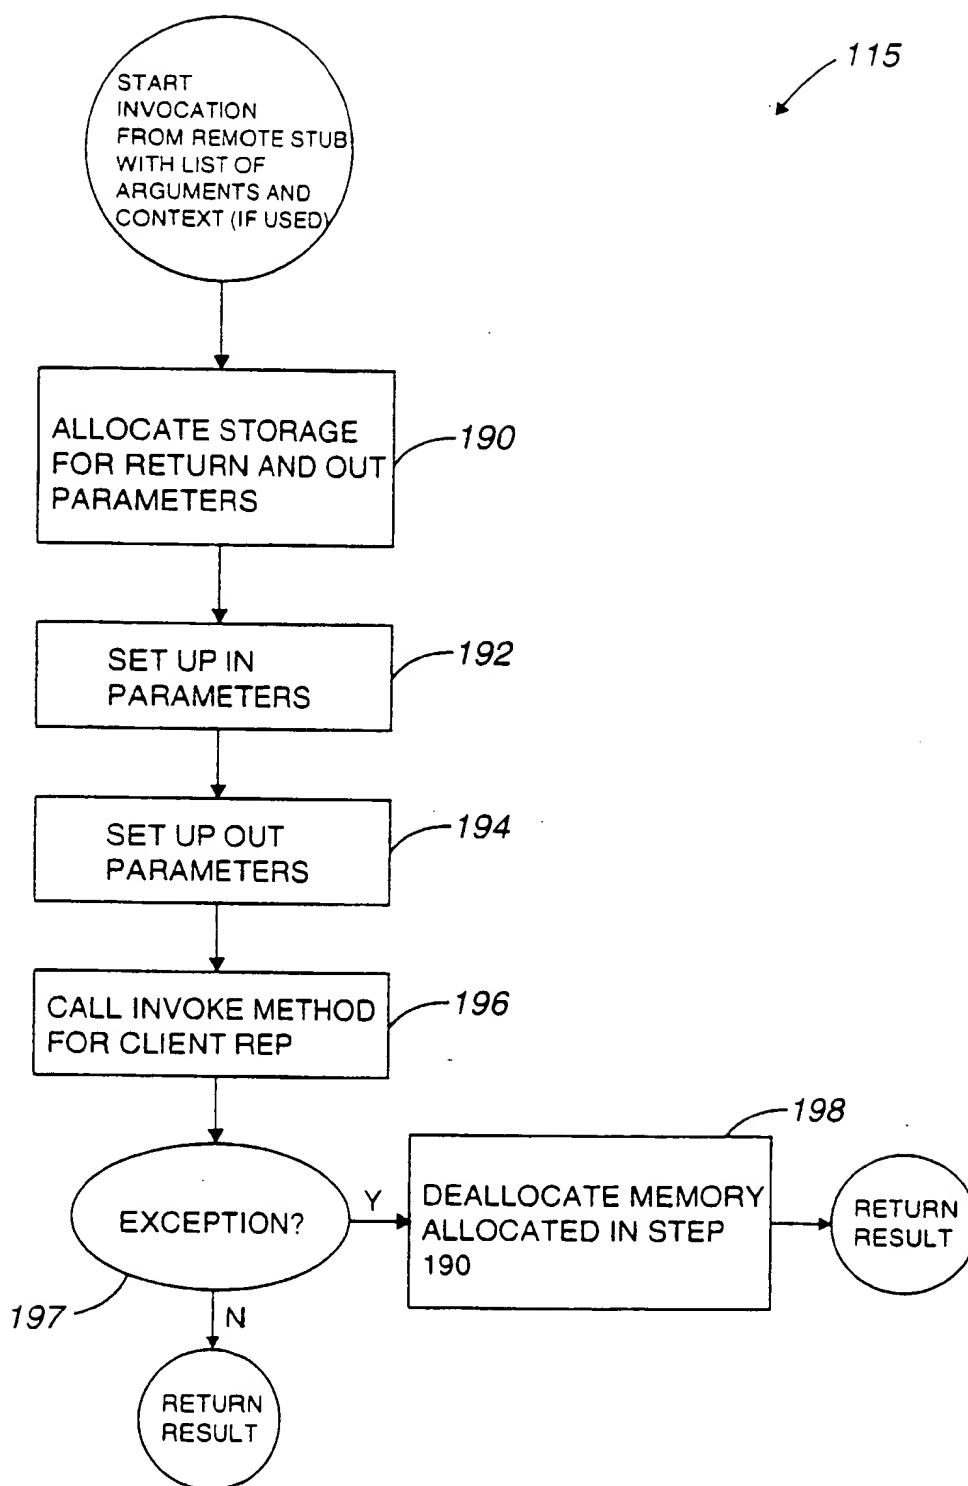 115
START
INVOCATION
FROM REMOTE STUB
WITH LIST OF
ARGUMENTS AND
CONTEXT (IF USED)
ALLOCATE STORAGE
FOR RETURN AND OUT
PARAMETERS
190
SET UP IN
PARAMETERS
192
SET UP OUT
PARAMETERS
194
CALL INVOKE METHOD
FOR CLIENT REP
196
EXCEPTION?
197
Y
DEALLOCATE MEMORY
ALLOCATED IN STEP
190
198
RETURN
RESULT
N
RETURN
RESULT